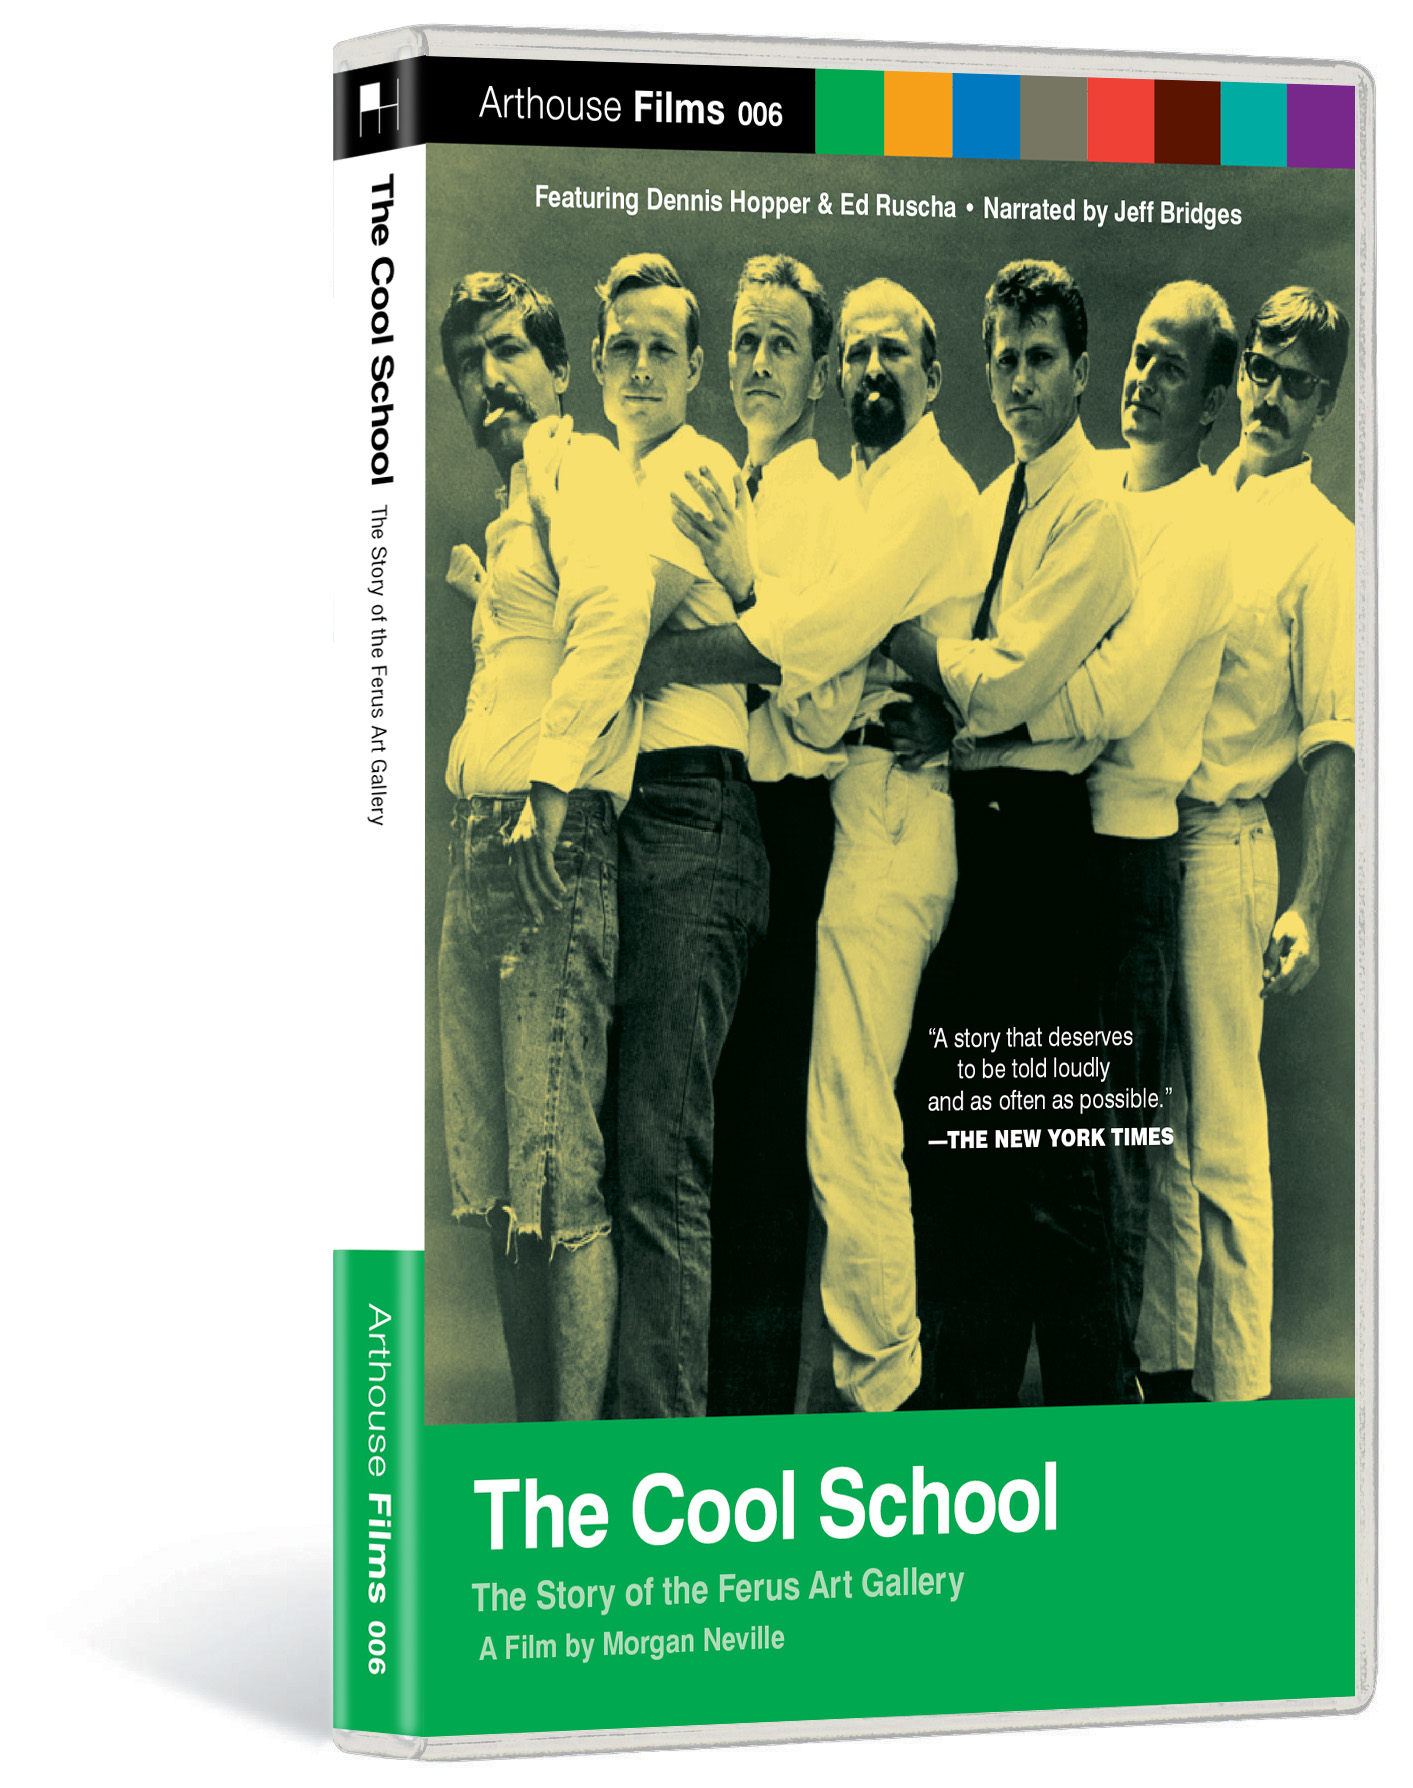 Arthouse Films 006
Featuring Dennis Hopper & Ed Ruscha • Narrated by Jeff Bridges
“A story that deserves
to be told loudly
and as often as possible.”
—THE NEW YORK TIMES
The Cool School
The Story of the Ferus Art Gallery
A Film by Morgan Neville
The Cool School The Story of the Ferus Art Gallery
Arthouse Films 006